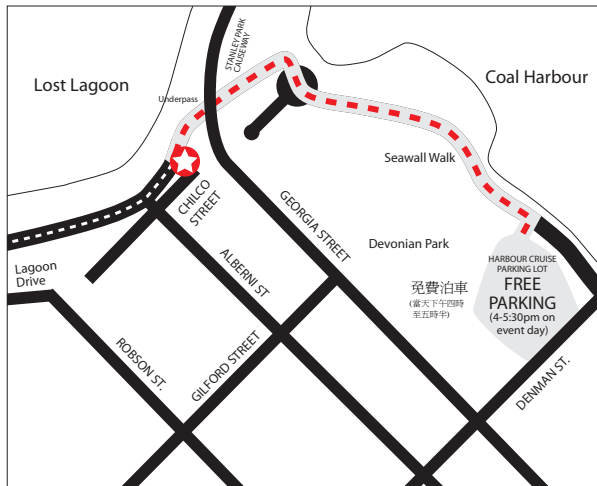 STANLEY PARK
CAUSEWAY
Lost Lagoon
Coal Harbour
Underpass
Seawall Walk
CHILCO
STREET
GEORGIA STREET
Devonian Park
ALBERNI ST
HARBOUR CRUISE
PARKING LOT
FREE
PARKING
(4-5:30pm on
event day)
免費泊車
(當天下午四時
至五時半)
Lagoon
Drive
ROBSON ST.
GILFORD STREET
DENMAN ST.